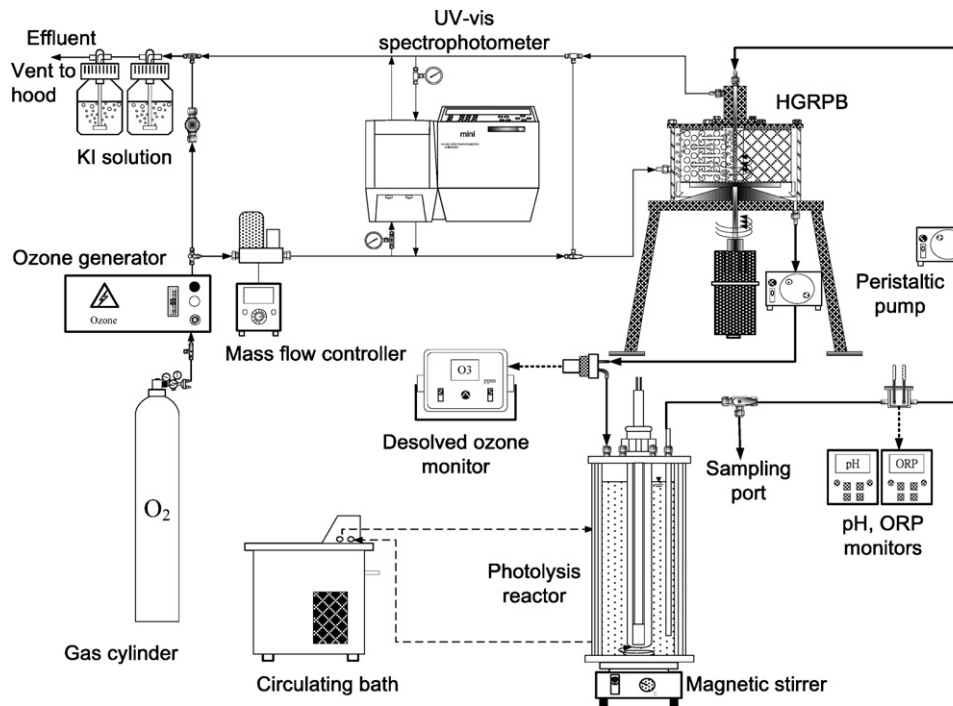 UV-vis
spectrophotometer
Effluent
Vent to
hood
KI solution
mini
HGRPB
Ozone generator
Ozone
Mass flow controller
Peristaltic
pump
O3
ppm
Desolved ozone
monitor
Sampling
port
pH
ORP
pH, ORP
monitors
O2
Photolysis
reactor
Gas cylinder
Circulating bath
Magnetic stirrer